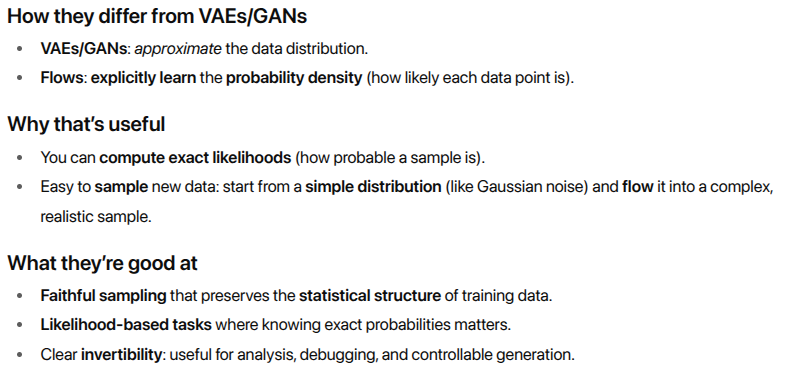 How they differ from VAEs/GANs
• VAEs/GANs: approximate the data distribution.
• Flows: explicitly learn the probability density (how likely each data point is).
Why that’s useful
• You can compute exact likelihoods (how probable a sample is).
• Easy to sample new data: start from a simple distribution (like Gaussian noise) and flow it into a complex,
realistic sample.
What they’re good at
• Faithful sampling that preserves the statistical structure of training data.
• Likelihood-based tasks where knowing exact probabilities matters.
• Clear invertibility: useful for analysis, debugging, and controllable generation.